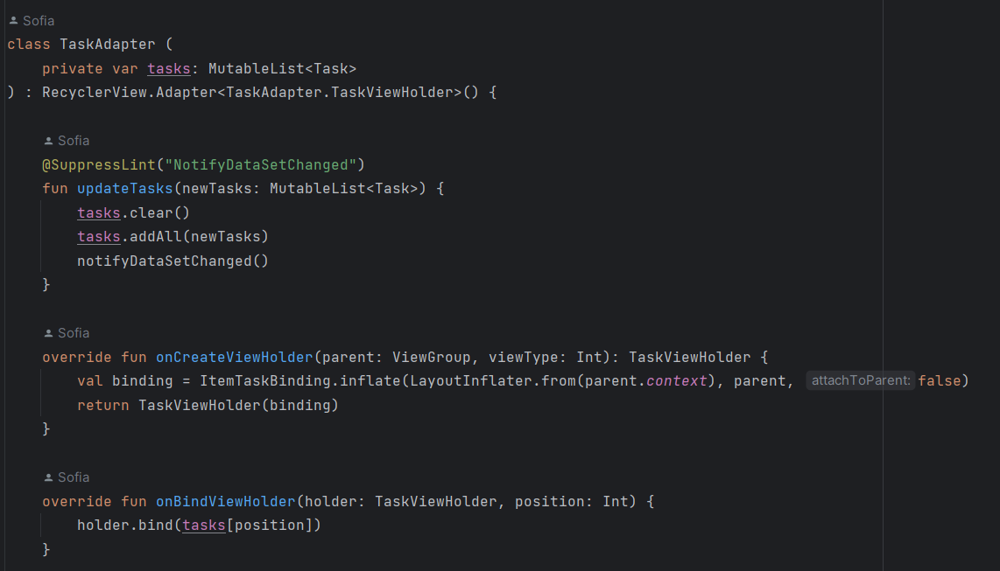 Sofia
class TaskAdapter (
    private var tasks: MutableList<Task>
) : RecyclerView.Adapter<TaskAdapter.TaskViewHolder>() {
    Sofia
    @SuppressLint("NotifyDataSetChanged")
    fun updateTasks(newTasks: MutableList<Task>) {
        tasks.clear()
        tasks.addAll(newTasks)
        notifyDataSetChanged()
    }
    Sofia
    override fun onCreateViewHolder(parent: ViewGroup, viewType: Int): TaskViewHolder {
        val binding = ItemTaskBinding.inflate(LayoutInflater.from(parent.context), parent, attachToParent: false)
        return TaskViewHolder(binding)
    }
    Sofia
    override fun onBindViewHolder(holder: TaskViewHolder, position: Int) {
        holder.bind(tasks[position])
    }